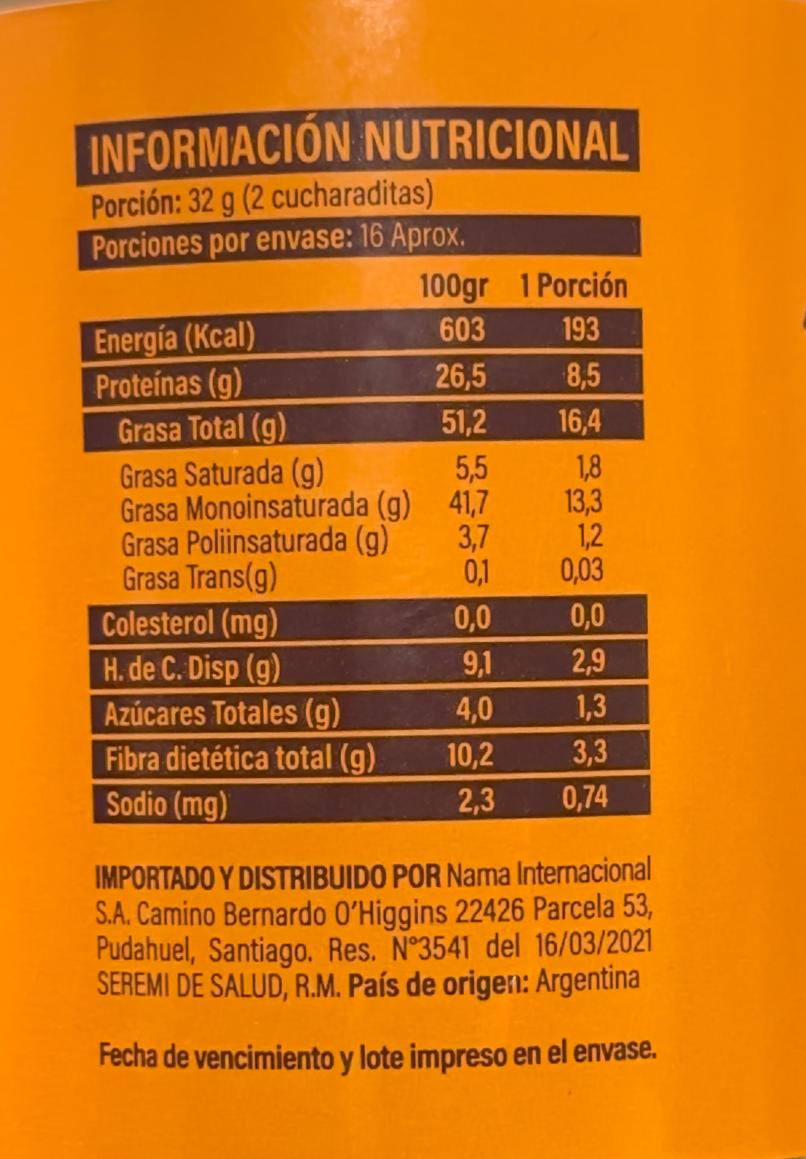 INFORMACIÓN NUTRICIONAL
Porción: 32 g (2 cucharaditas)
Porciones por envase: 16 Aprox.
100gr 1 Porción
Energía (Kcal) 603 193
Proteínas (g) 26,5 8,5
Grasa Total (g) 51,2 16,4
Grasa Saturada (g) 5,5 1,8
Grasa Monoinsaturada (g) 41,7 13,3
Grasa Poliinsaturada (g) 3,7 1,2
Grasa Trans(g) 0,1 0,03
Colesterol (mg) 0,0 0,0
H. de C. Disp (g) 9,1 2,9
Azúcares Totales (g) 4,0 1,3
Fibra dietética total (g) 10,2 3,3
Sodio (mg) 2,3 0,74
IMPORTADO Y DISTRIBUIDO POR Nama Internacional
S.A. Camino Bernardo O'Higgins 22426 Parcela 53,
Pudahuel, Santiago. Res. N°3541 del 16/03/2021
SEREMI DE SALUD, R.M. País de origen: Argentina
Fecha de vencimiento y lote impreso en el envase.